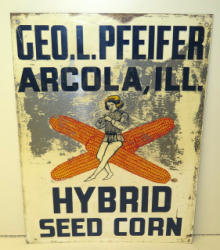 GEO.L.PFEIFER
ARCOLA, ILL.
HYBRID
SEED CORN